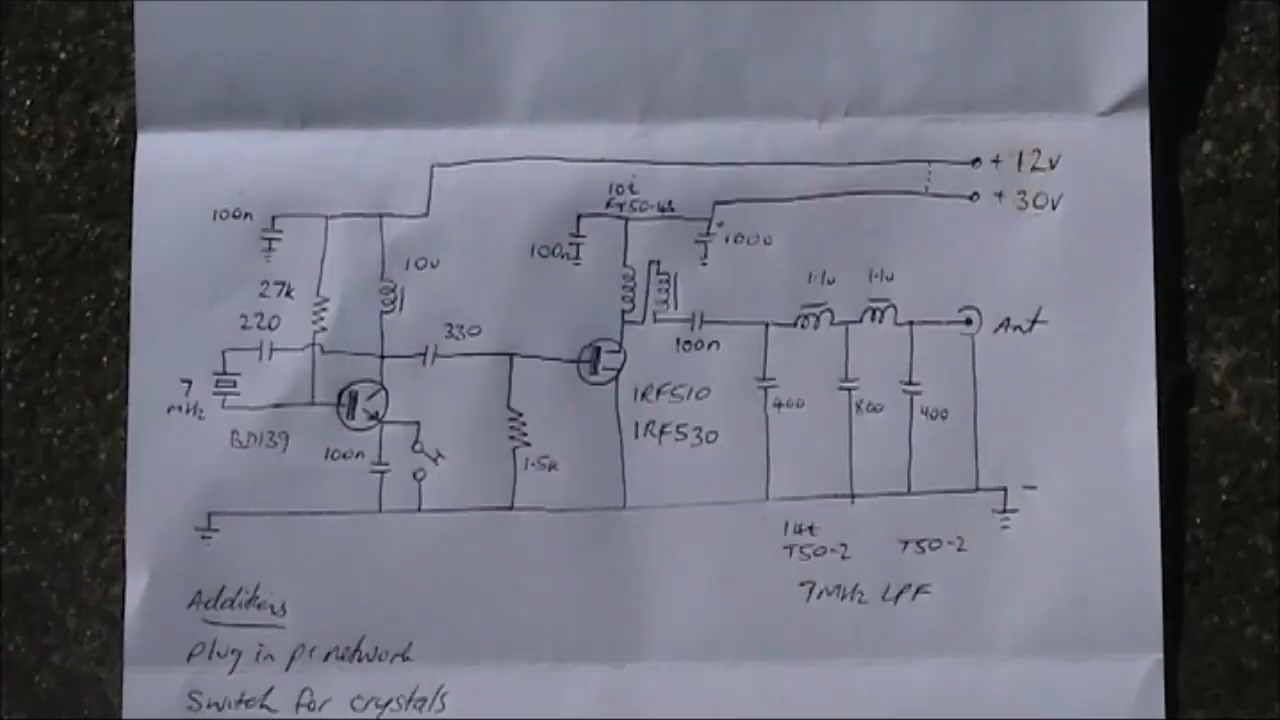 + 12v
+ 30v
10t
FT50-43
100n
100n
1000
10u
27k
220
330
1.1u
1.1u
Ant
100n
7
MHz
BD139
100n
1.5k
IRF510
IRF530
400
800
400
14t
T50-2
T50-2
7MHz LPF
Additions
Plug in pi network
Switch for crystals